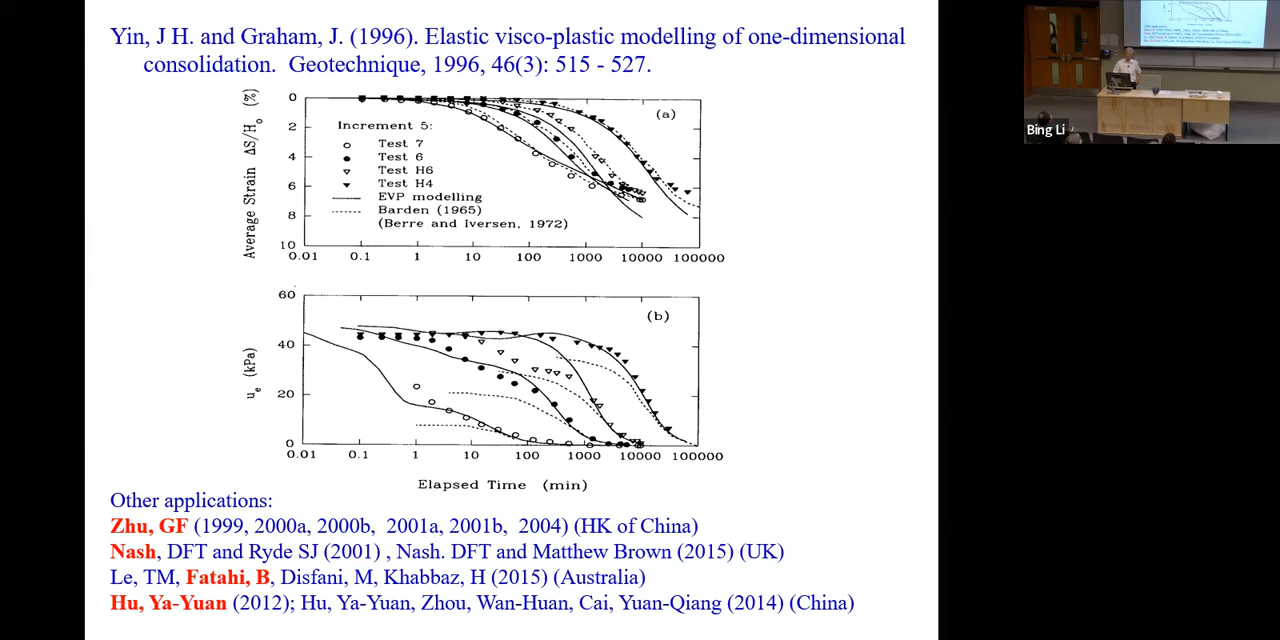 Yin, J H. and Graham, J. (1996). Elastic visco-plastic modelling of one-dimensional
consolidation. Geotechnique, 1996, 46(3): 515 - 527.
Average Strain ΔS/H₀ (%)
0
2
4
6
8
10
(a)
Increment 5:
Test 7
Test 6
Test H6
Test H4
EVP modelling
Barden (1965)
(Berre and Iversen, 1972)
0.01 0.1 1 10 100 1000 10000 100000
uₑ (kPa)
60
40
20
0
(b)
0.01 0.1 1 10 100 1000 10000 100000
Elapsed Time (min)
Other applications:
Zhu, GF (1999, 2000a, 2000b, 2001a, 2001b, 2004) (HK of China)
Nash, DFT and Ryde SJ (2001) , Nash. DFT and Matthew Brown (2015) (UK)
Le, TM, Fatahi, B, Disfani, M, Khabbaz, H (2015) (Australia)
Hu, Ya-Yuan (2012); Hu, Ya-Yuan, Zhou, Wan-Huan, Cai, Yuan-Qiang (2014) (China)
Bing Li